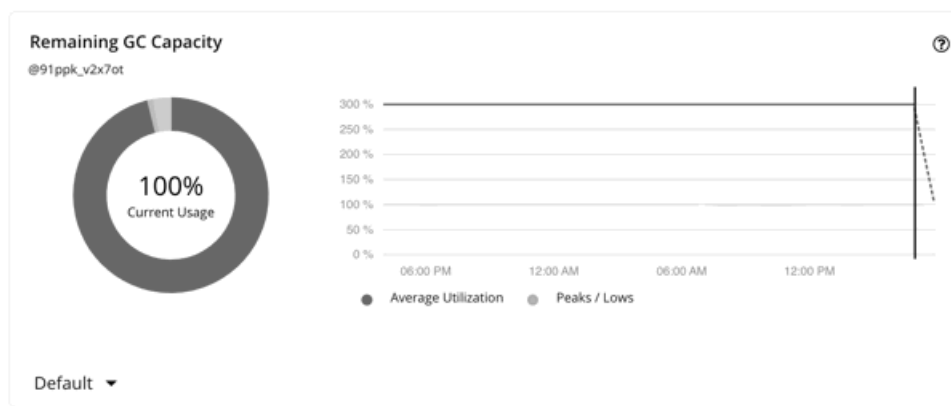 Remaining GC Capacity
@91ppk_v2x7ot
100%
Current Usage
300 %
250 %
200 %
150 %
100 %
50 %
0 %
06:00 PM 12:00 AM 06:00 AM 12:00 PM
Average Utilization Peaks / Lows
Default